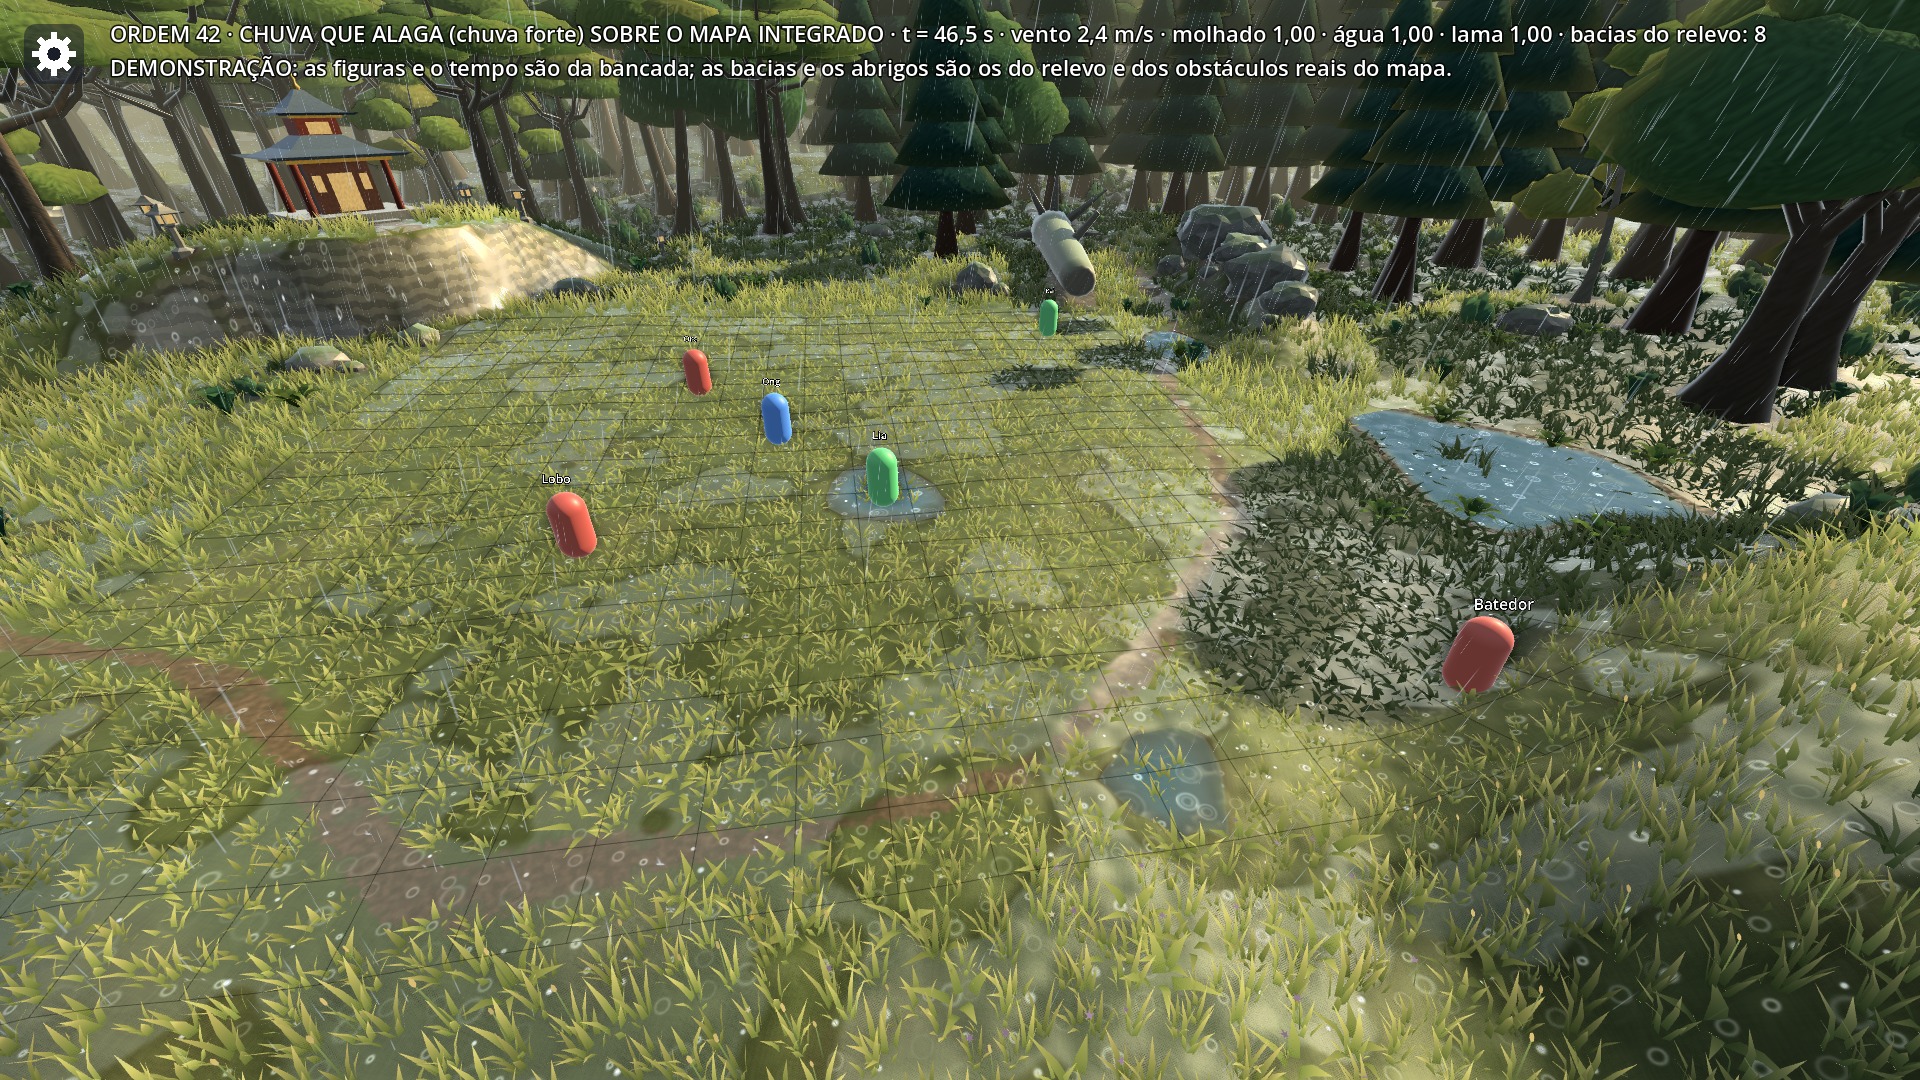 ORDEM 42 · CHUVA QUE ALAGA (chuva forte) SOBRE O MAPA INTEGRADO · t = 46,5 s · vento 2,4 m/s · molhado 1,00 · água 1,00 · lama 1,00 · bacias do relevo: 8
DEMONSTRAÇÃO: as figuras e o tempo são da bancada; as bacias e os abrigos são os do relevo e dos obstáculos reais do mapa.
Ong
Lia
Lobo
Batedor